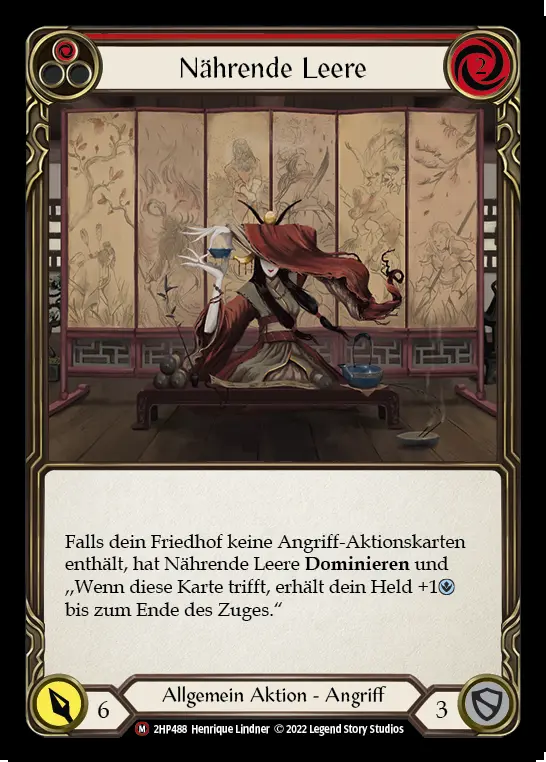 Nährende Leere
2
Falls dein Friedhof keine Angriff-Aktionskarten
enthält, hat Nährende Leere Dominieren und
„Wenn diese Karte trifft, erhält dein Held +1
bis zum Ende des Zuges.“
6
Allgemein Aktion - Angriff
3
M 2HP488 Henrique Lindner © 2022 Legend Story Studios